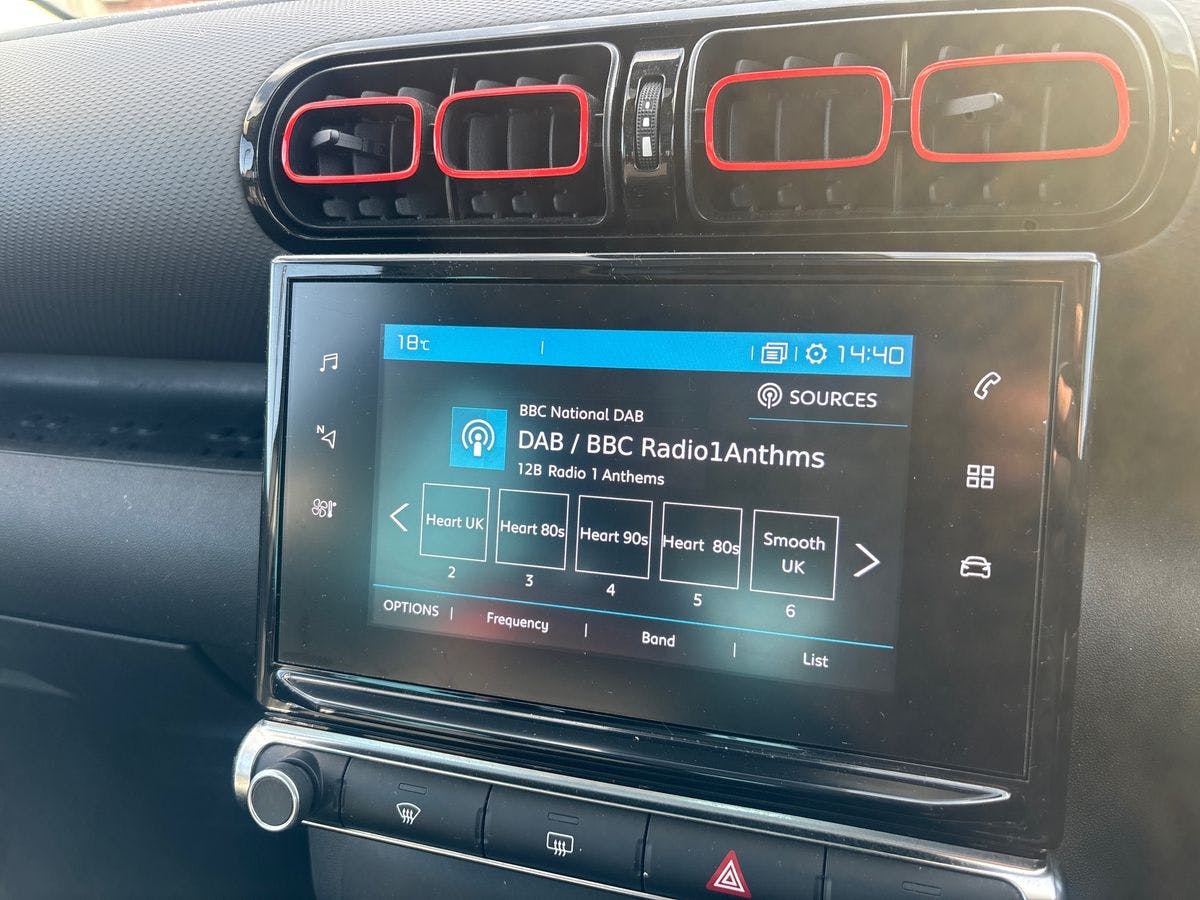 18°C
14:40
SOURCES
BBC National DAB
DAB / BBC Radio1Anthms
12B Radio 1 Anthems
N
Heart UK
Heart 80s
Heart 90s
Heart 80s
Smooth
UK
2
3
4
5
6
OPTIONS
Frequency
Band
List